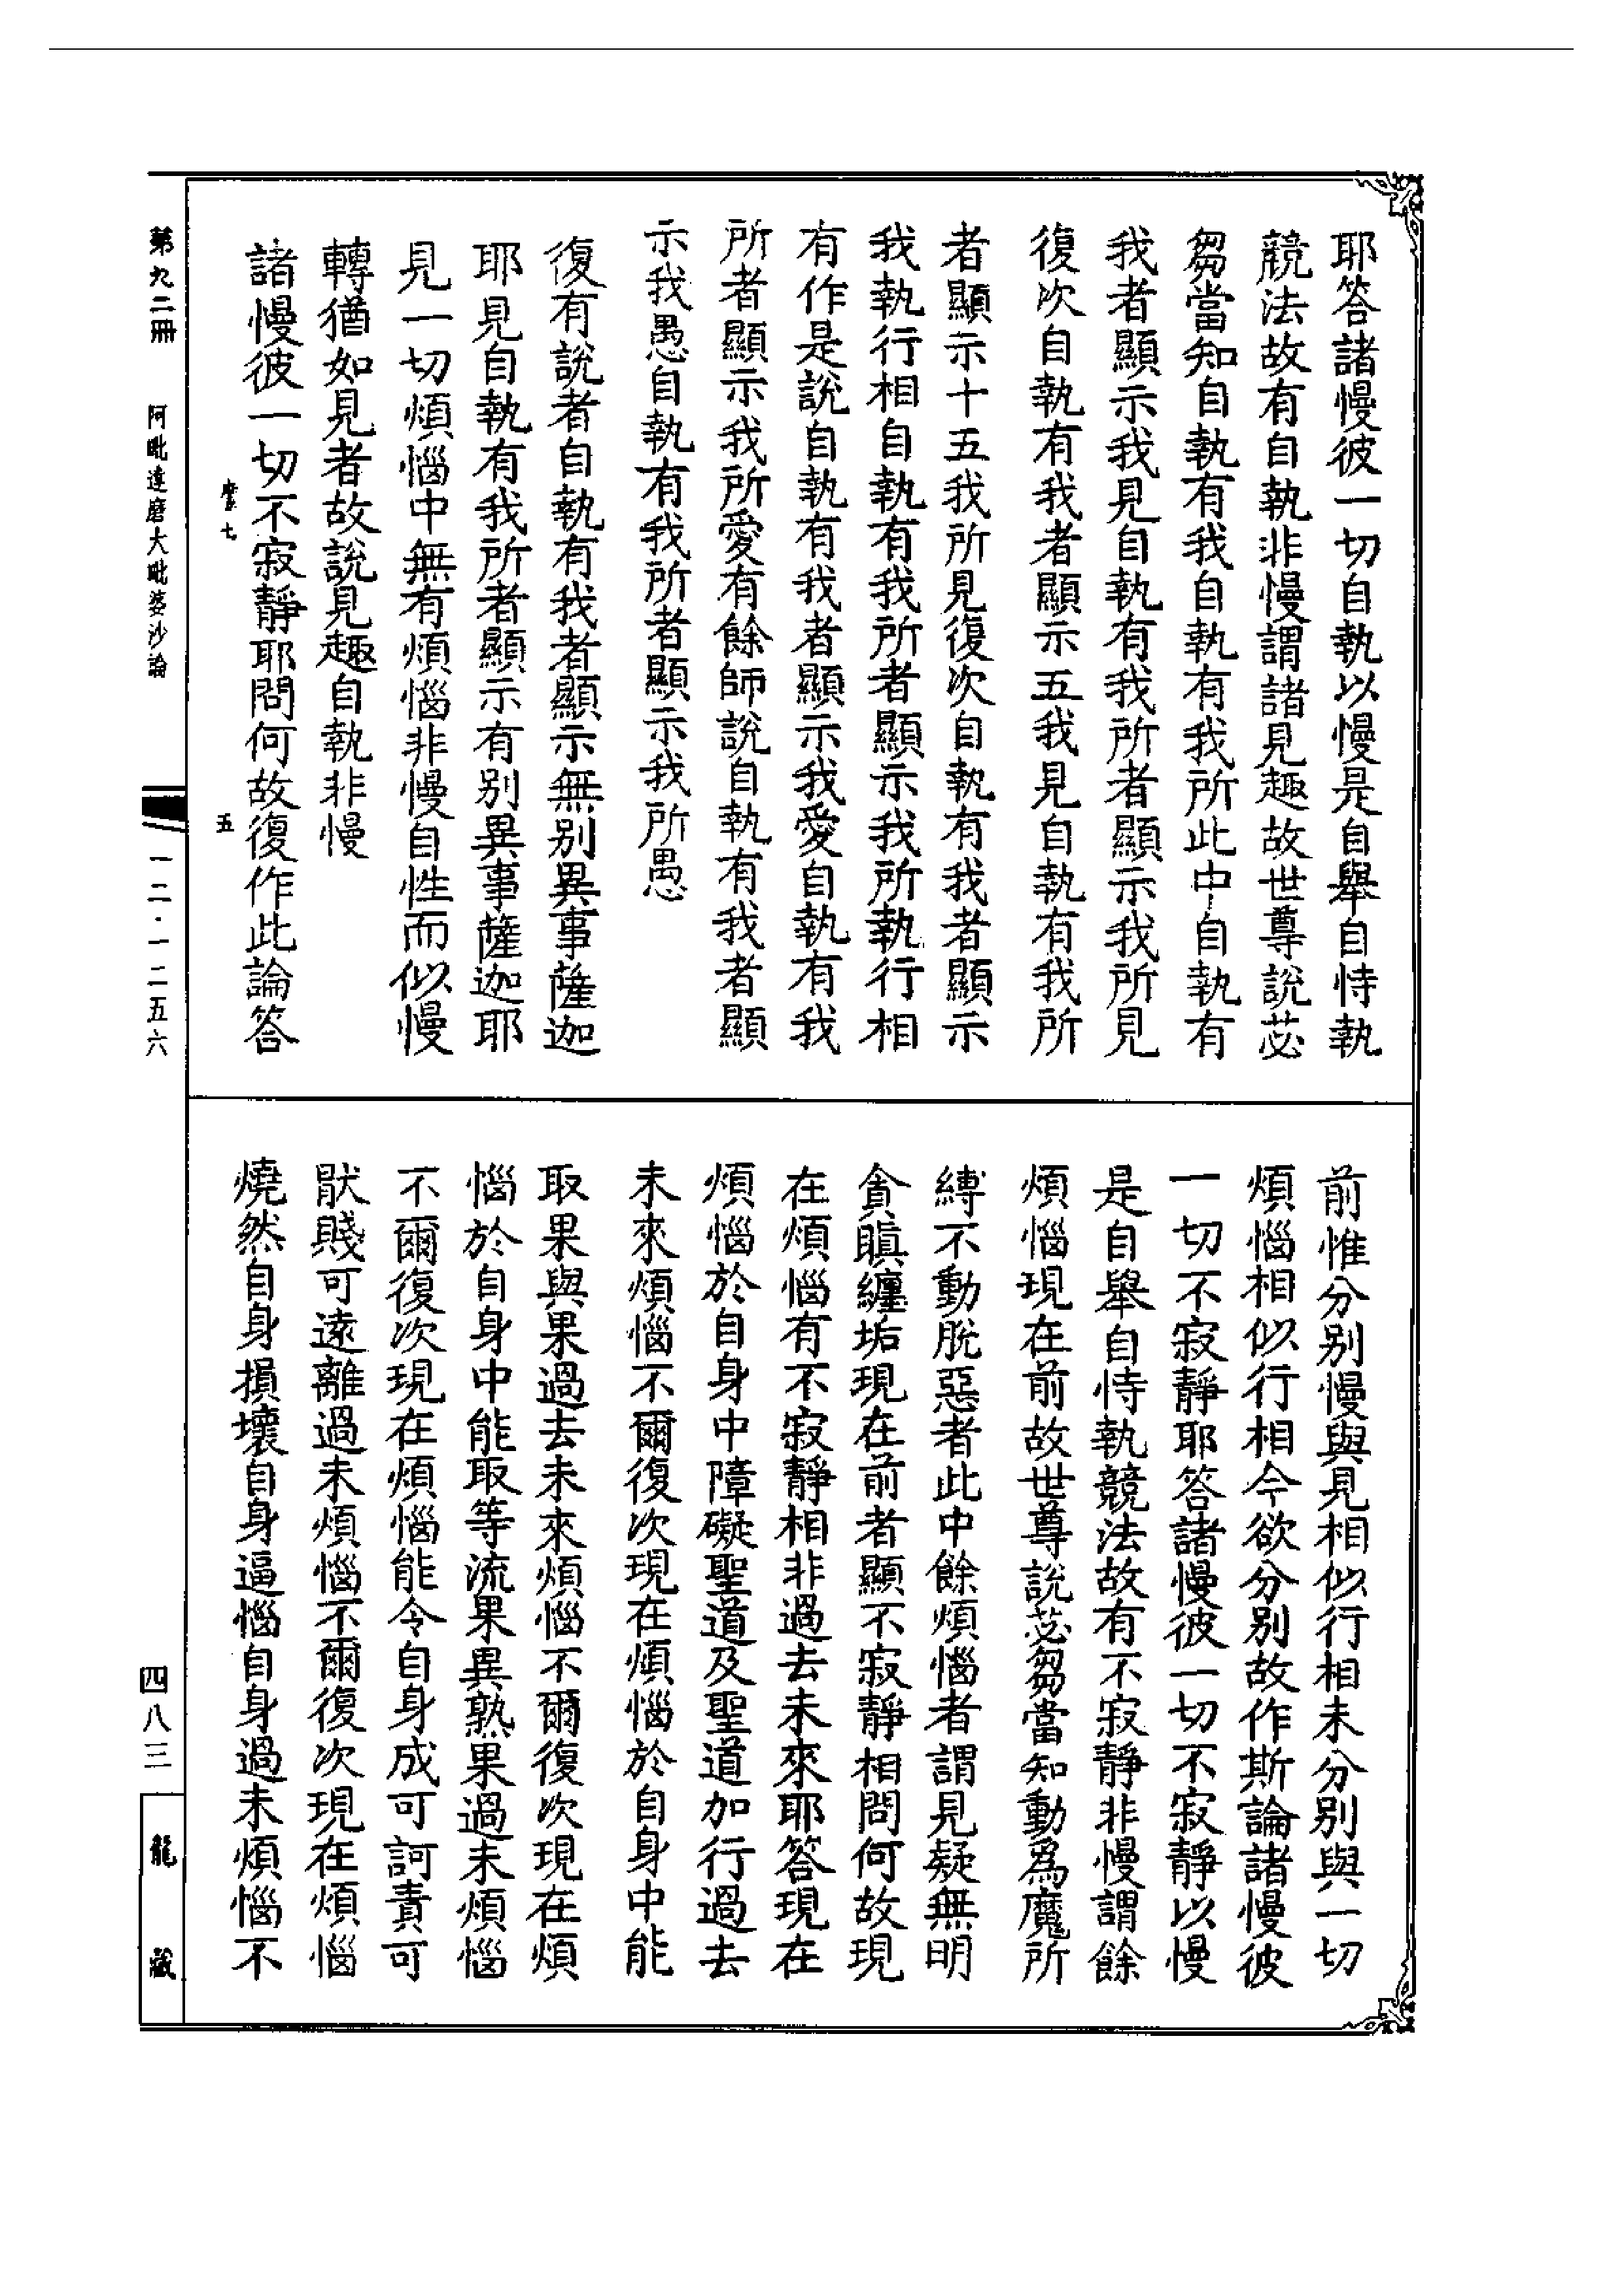 耶答諸慢彼一切自執以慢是自舉自恃執
競法故有自執非慢謂諸見趣故世尊說苾
芻當知自執有我自執有我所此中自執有
我者顯示我見自執有我所者顯示我所見
復次自執有我者顯示五我見自執有我所
者顯示十五我所見復次自執有我者顯示
我執行相自執有我所者顯示我所執行相
有作是說自執有我者顯示我愛自執有我
所者顯示我所愛有餘師說自執有我者顯
示我愚自執有我所者顯示我所愚
復有說者自執有我者顯示無別異事薩迦
耶見自執有我所者顯示有別異事薩迦耶
見一切煩惱中無有煩惱非慢自性而似慢
轉猶如見者故說見趣自執非慢
諸慢彼一切不寂靜耶問何故復作此論答
前惟分別慢與見相似行相未分別與一切
煩惱相似行相今欲分別故作斯論諸慢彼
一切不寂靜耶答諸慢彼一切不寂靜以慢
是自舉自恃執競法故有不寂靜非慢謂餘
煩惱現在前故世尊說苾芻當知動為魔所
縛不動脫惡者此中餘煩惱者謂見疑無明
貪瞋纏垢現在前者顯不寂靜相問何故現
在煩惱有不寂靜相非過去未來耶答現在
煩惱於自身中障礙聖道及聖道加行過去
未來煩惱不爾復次現在煩惱於自身中能
取果與果過去未來煩惱不爾復次現在煩
惱於自身中能取等流果異熟果過未煩惱
不爾復次現在煩惱能令自身成可訶責可
猒賤可遠離過未煩惱不爾復次現在煩惱
燒然自身損壞自身逼惱自身過未煩惱不
第九二冊
阿毗達磨大毗婆沙論
一二·一二五六
四八三
龍藏
七
五